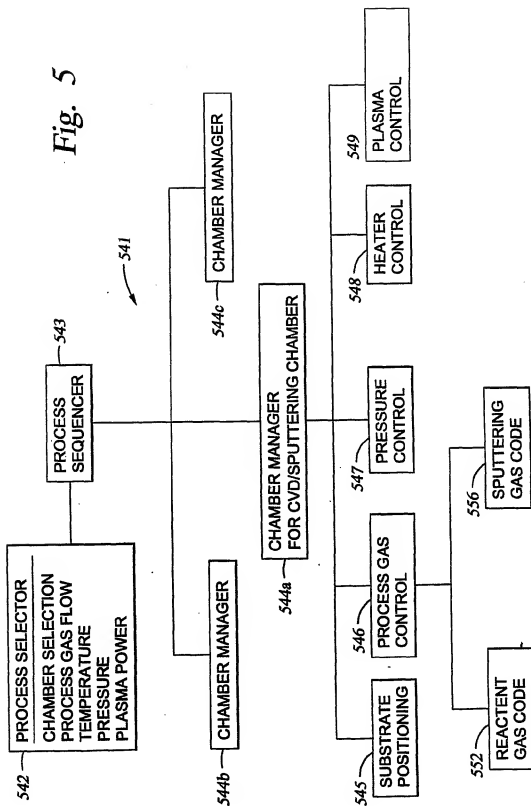 Fig. 5
541
542
PROCESS SELECTOR
CHAMBER SELECTION
PROCESS GAS FLOW
TEMPERATURE
PRESSURE
PLASMA POWER
543
PROCESS
SEQUENCER
544b
CHAMBER MANAGER
544c
CHAMBER MANAGER
CHAMBER MANAGER
FOR CVD/SPUTTERING CHAMBER
544a
545
SUBSTRATE
POSITIONING
546
PROCESS GAS
CONTROL
547
PRESSURE
CONTROL
548
HEATER
CONTROL
549
PLASMA
CONTROL
552
REACTENT
GAS CODE
556
SPUTTERING
GAS CODE